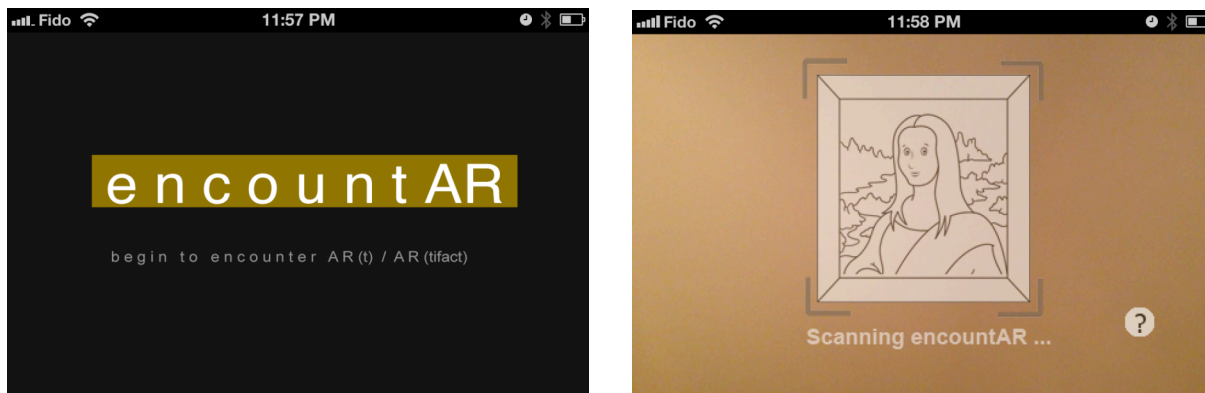 Fido 11:57 PM
encountAR
begin to encounter AR(t) / AR(tifact)
Fido 11:58 PM
Scanning encountAR ...
?